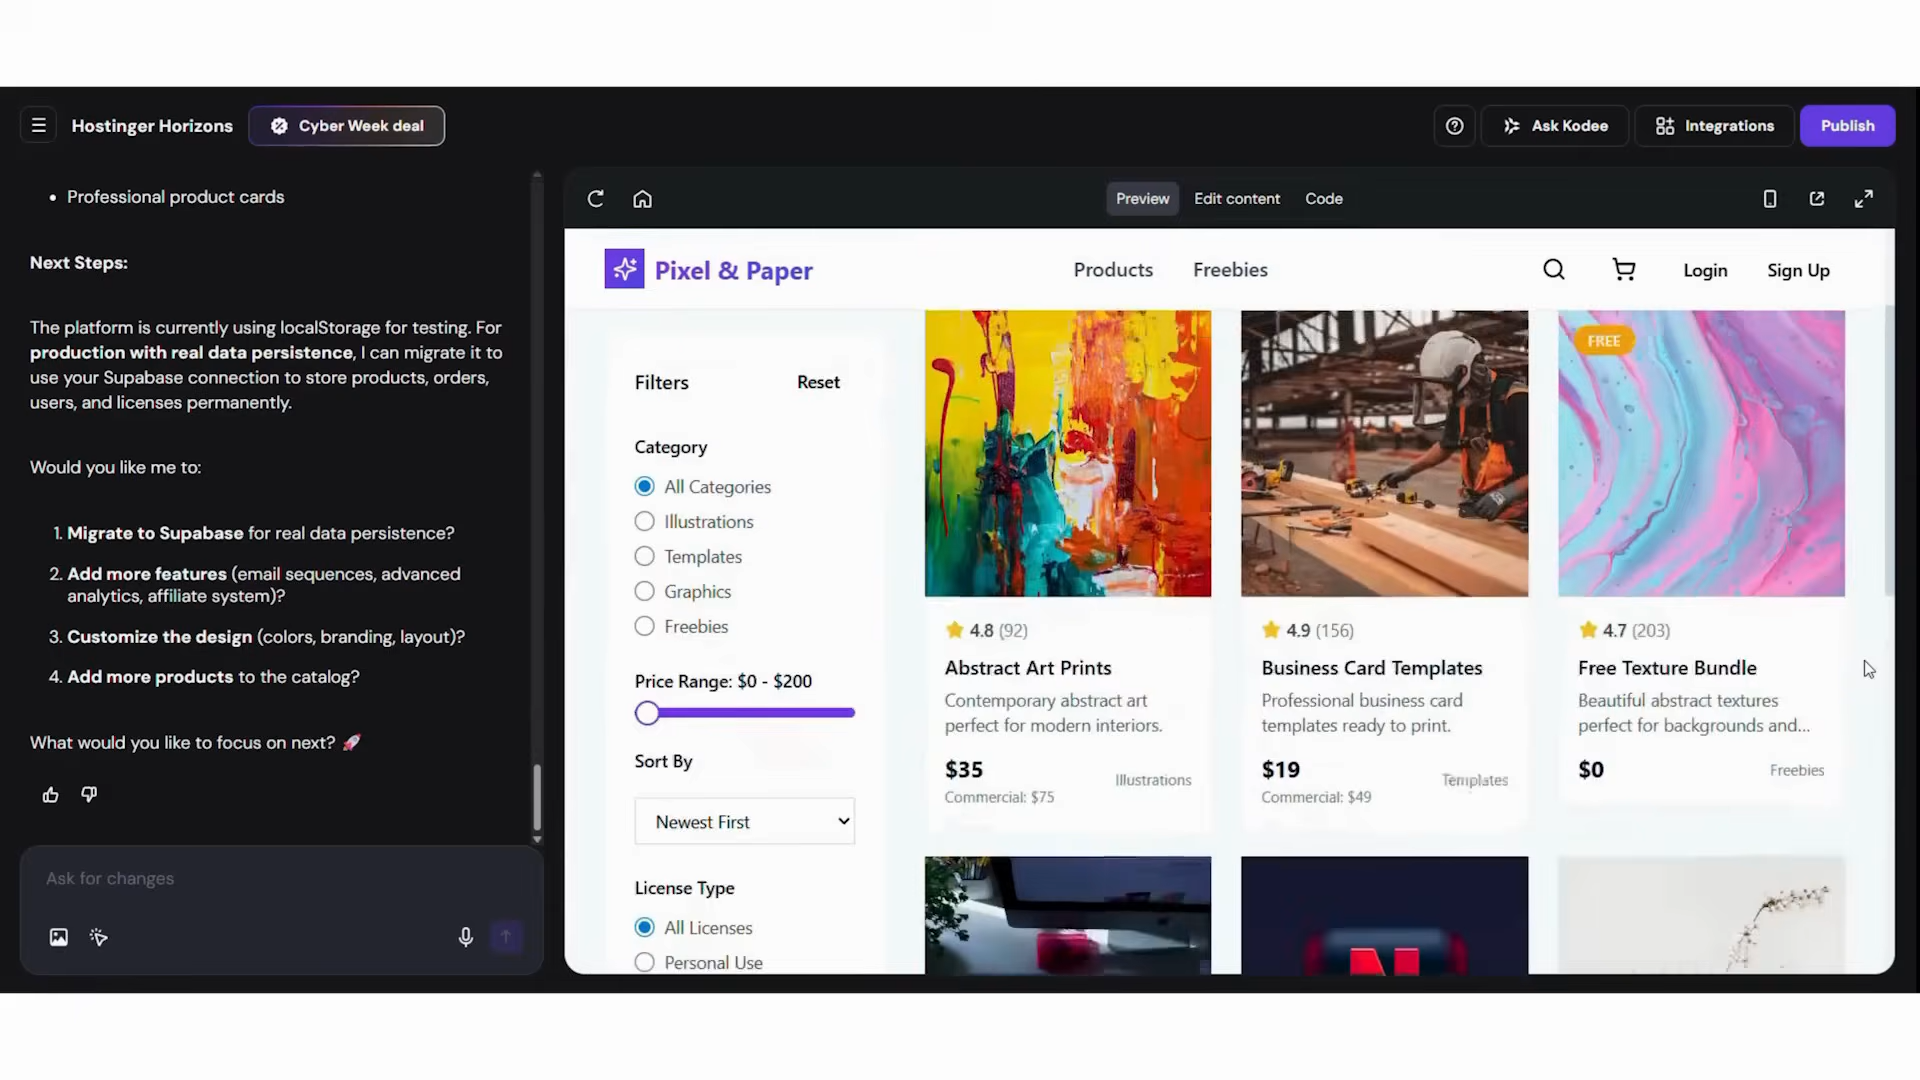 Hostinger Horizons
Cyber Week deal
Ask Kodee
Integrations
Publish
• Professional product cards
Next Steps:
The platform is currently using localStorage for testing. For
production with real data persistence, I can migrate it to
use your Supabase connection to store products, orders,
users, and licenses permanently.
Would you like me to:
1. Migrate to Supabase for real data persistence?
2. Add more features (email sequences, advanced
analytics, affiliate system)?
3. Customize the design (colors, branding, layout)?
4. Add more products to the catalog?
What would you like to focus on next? 🚀
Ask for changes
Preview
Edit content
Code
Pixel & Paper
Products
Freebies
Login
Sign Up
Filters
Reset
Category
All Categories
Illustrations
Templates
Graphics
Freebies
Price Range: $0 - $200
Sort By
Newest First
License Type
All Licenses
Personal Use
4.8 (92)
Abstract Art Prints
Contemporary abstract art
perfect for modern interiors.
$35
Commercial: $75
Illustrations
4.9 (156)
Business Card Templates
Professional business card
templates ready to print.
$19
Commercial: $49
Templates
FREE
4.7 (203)
Free Texture Bundle
Beautiful abstract textures
perfect for backgrounds and...
$0
Freebies